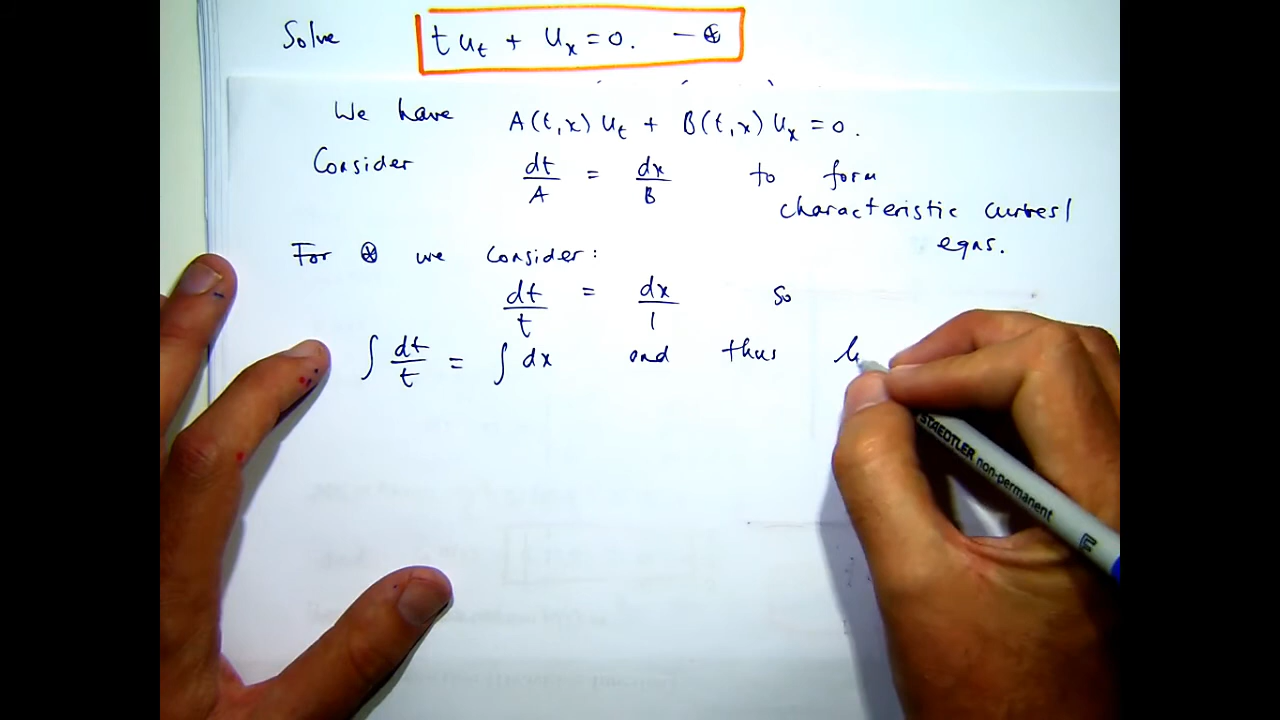 Solve t u_t + u_x = 0. — ⊛
We have A(t,x) u_t + B(t,x) u_x = 0.
Consider dt/A = dx/B to form
characteristic curves/
eqns.
For ⊛ we consider:
dt/t = dx/1 so
∫ dt/t = ∫ dx and thus
STAEDTLER non-permanent F